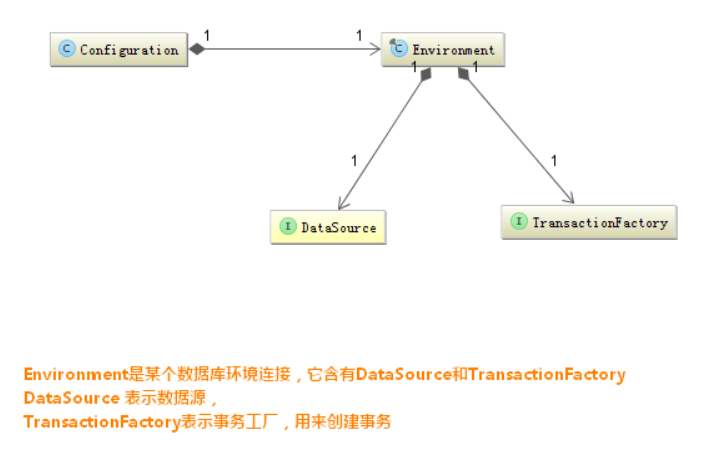 C Configuration 1 1 C Environment
1 1
1 1
I DataSource I TransactionFactory
Environment是某个数据库环境连接，它含有DataSource和TransactionFactory
DataSource 表示数据源，
TransactionFactory表示事务工厂，用来创建事务